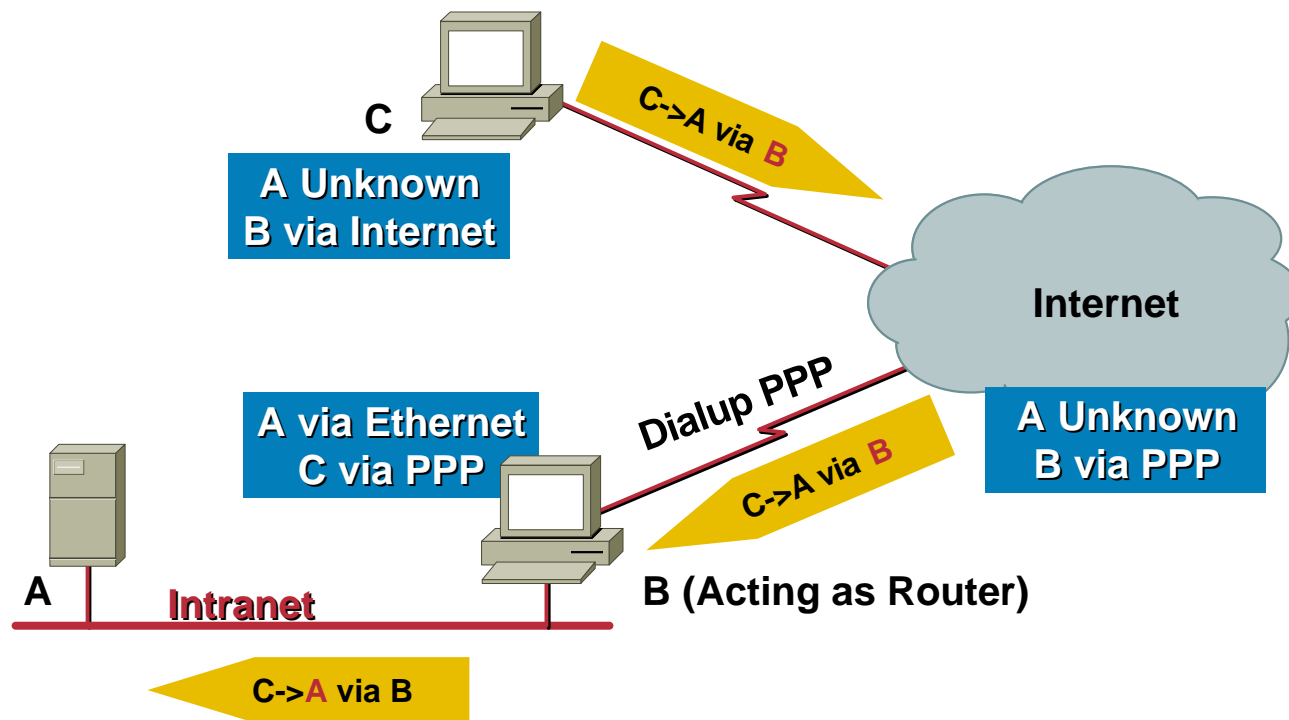 C->A via B
C
A Unknown
B via Internet
Internet
Dialup PPP
A via Ethernet
C via PPP
A Unknown
B via PPP
C->A via B
A
Intranet
B (Acting as Router)
C->A via B